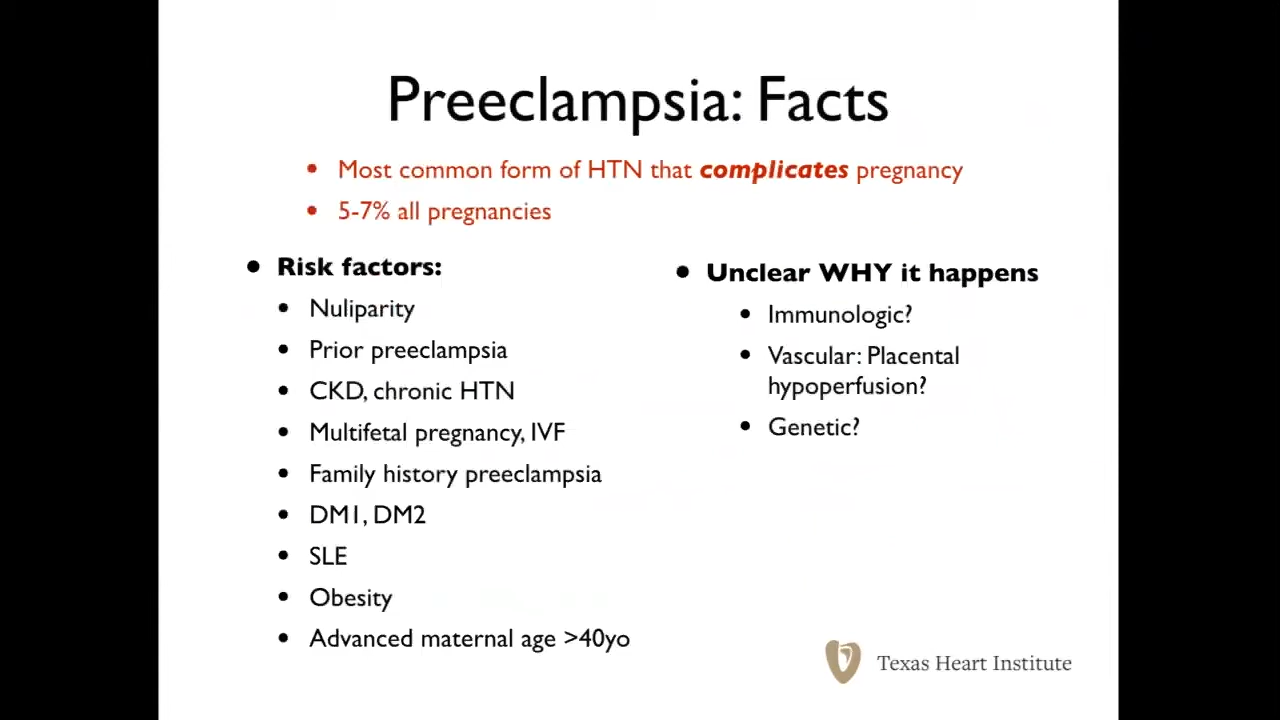 Preeclampsia: Facts
• Most common form of HTN that complicates pregnancy
• 5-7% all pregnancies
• Risk factors:
• Nuliparity
• Prior preeclampsia
• CKD, chronic HTN
• Multifetal pregnancy, IVF
• Family history preeclampsia
• DM1, DM2
• SLE
• Obesity
• Advanced maternal age >40yo
• Unclear WHY it happens
• Immunologic?
• Vascular: Placental
hypoperfusion?
• Genetic?
Texas Heart Institute